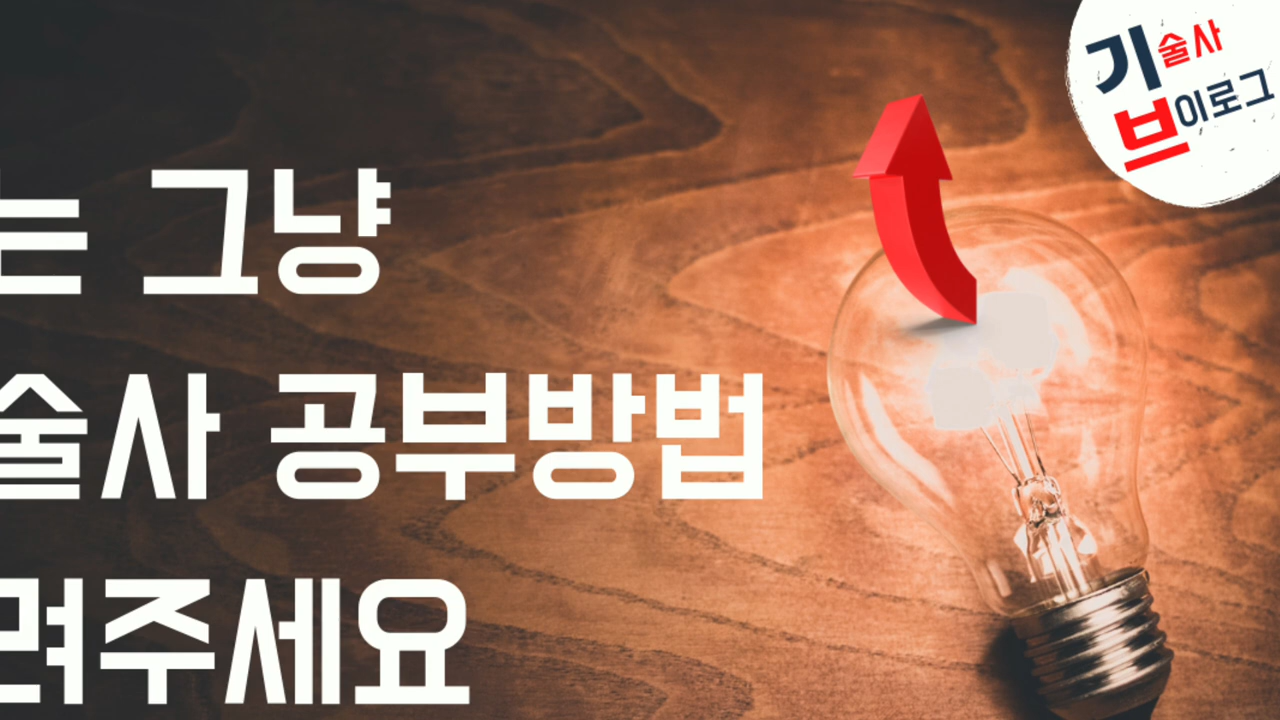 기술사
브이로그
는 그냥
술사 공부방법
려주세요